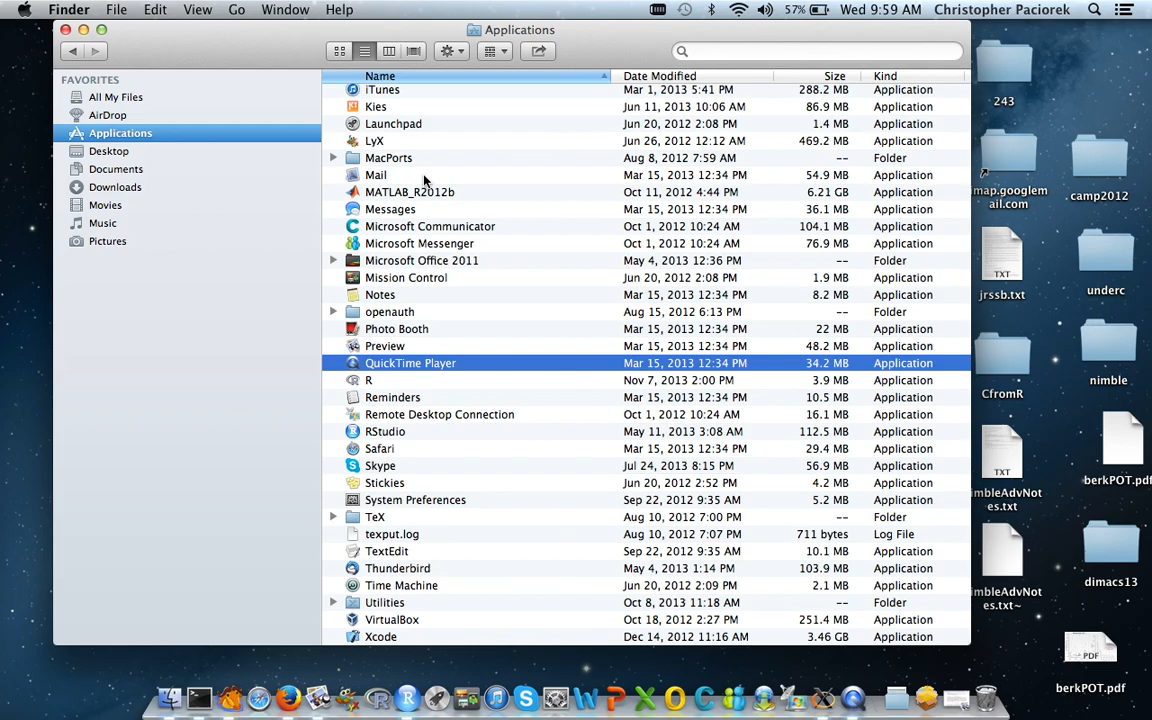 Finder File Edit View Go Window Help 57% Wed 9:59 AM Christopher Paciorek
Applications
FAVORITES
All My Files
AirDrop
Applications
Desktop
Documents
Downloads
Movies
Music
Pictures
Name Date Modified Size Kind
iTunes Mar 1, 2013 5:41 PM 288.2 MB Application
Kies Jun 11, 2013 10:06 AM 86.9 MB Application
Launchpad Jun 20, 2012 2:08 PM 1.4 MB Application
LyX Jun 26, 2012 12:12 AM 469.2 MB Application
MacPorts Aug 8, 2012 7:59 AM -- Folder
Mail Mar 15, 2013 12:34 PM 54.9 MB Application
MATLAB_R2012b Oct 11, 2012 4:44 PM 6.21 GB Application
Messages Mar 15, 2013 12:34 PM 36.1 MB Application
Microsoft Communicator Oct 1, 2012 10:24 AM 104.1 MB Application
Microsoft Messenger Oct 1, 2012 10:24 AM 76.9 MB Application
Microsoft Office 2011 May 4, 2013 12:36 PM -- Folder
Mission Control Jun 20, 2012 2:08 PM 1.9 MB Application
Notes Mar 15, 2013 12:34 PM 8.2 MB Application
openauth Aug 15, 2012 6:13 PM -- Folder
Photo Booth Mar 15, 2013 12:34 PM 22 MB Application
Preview Mar 15, 2013 12:34 PM 48.2 MB Application
QuickTime Player Mar 15, 2013 12:34 PM 34.2 MB Application
R Nov 7, 2013 2:00 PM 3.9 MB Application
Reminders Mar 15, 2013 12:34 PM 10.5 MB Application
Remote Desktop Connection Oct 1, 2012 10:24 AM 16.1 MB Application
RStudio May 11, 2013 3:08 AM 112.5 MB Application
Safari Mar 15, 2013 12:34 PM 29.4 MB Application
Skype Jul 24, 2013 8:15 PM 56.9 MB Application
Stickies Jun 20, 2012 2:52 PM 4.2 MB Application
System Preferences Sep 22, 2012 9:35 AM 5.2 MB Application
TeX Aug 10, 2012 7:00 PM -- Folder
texput.log Aug 10, 2012 7:07 PM 711 bytes Log File
TextEdit Sep 22, 2012 9:35 AM 10.1 MB Application
Thunderbird May 4, 2013 1:14 PM 103.9 MB Application
Time Machine Jun 20, 2012 2:09 PM 2.1 MB Application
Utilities Oct 8, 2013 11:18 AM -- Folder
VirtualBox Oct 18, 2012 2:27 PM 251.4 MB Application
Xcode Dec 14, 2012 11:16 AM 3.46 GB Application
243
imap.googlem
ail.com
camp2012
TXT
jrssb.txt
underc
CfromR
nimble
TXT
imbleAdvNot
es.txt
berkPOT.pdf
imbleAdvNot
es.txt~
dimacs13
PDF
berkPOT.pdf